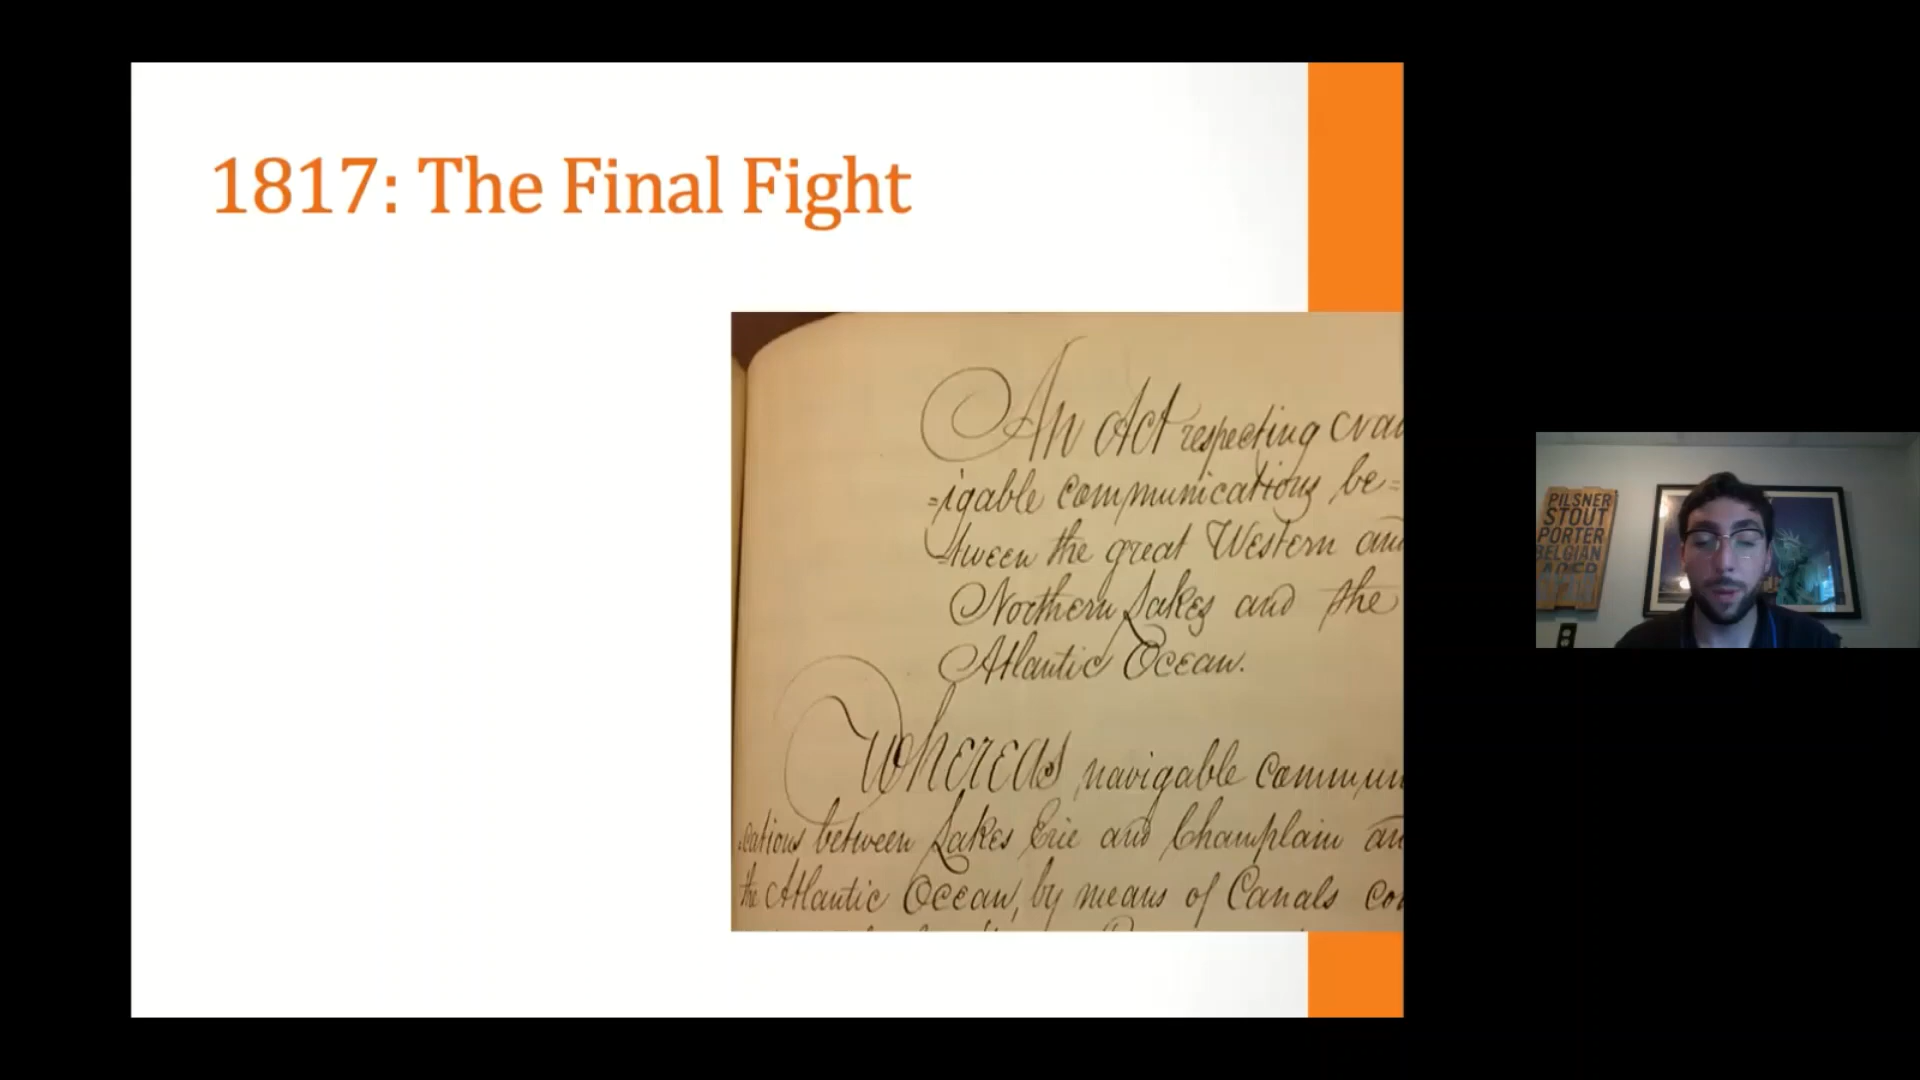 1817: The Final Fight
An Act respecting
=igable communications be=
=tween the great Western
Northern Lakes and the
Atlantic Ocean.
Whereas navigable commun
=cations between Lakes Erie and Champlain
the Atlantic Ocean, by means of Canals
PILSNER
STOUT
PORTER
BELGIAN